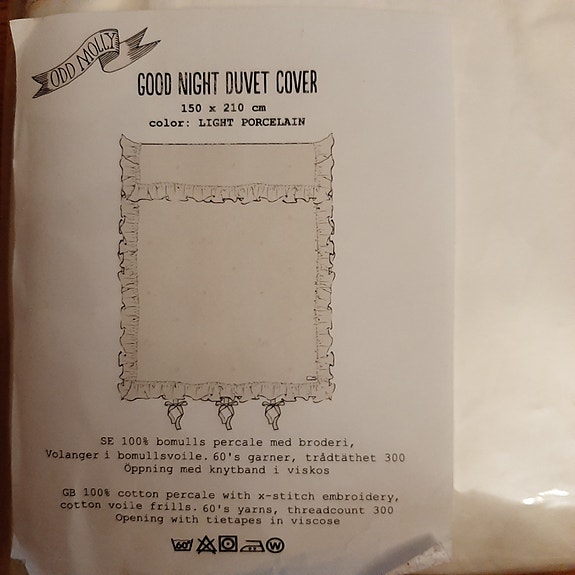 ODD MOLLY
GOOD NIGHT DUVET COVER
150 x 210 cm
color: LIGHT PORCELAIN
SE 100% bomulls percale med broderi,
Volanger i bomullsvoile. 60's garner, trådtäthet 300
Öppning med knytband i viskos
GB 100% cotton percale with x-stitch embroidery,
cotton voile frills. 60's yarns, threadcount 300
Opening with tietapes in viscose
60° W